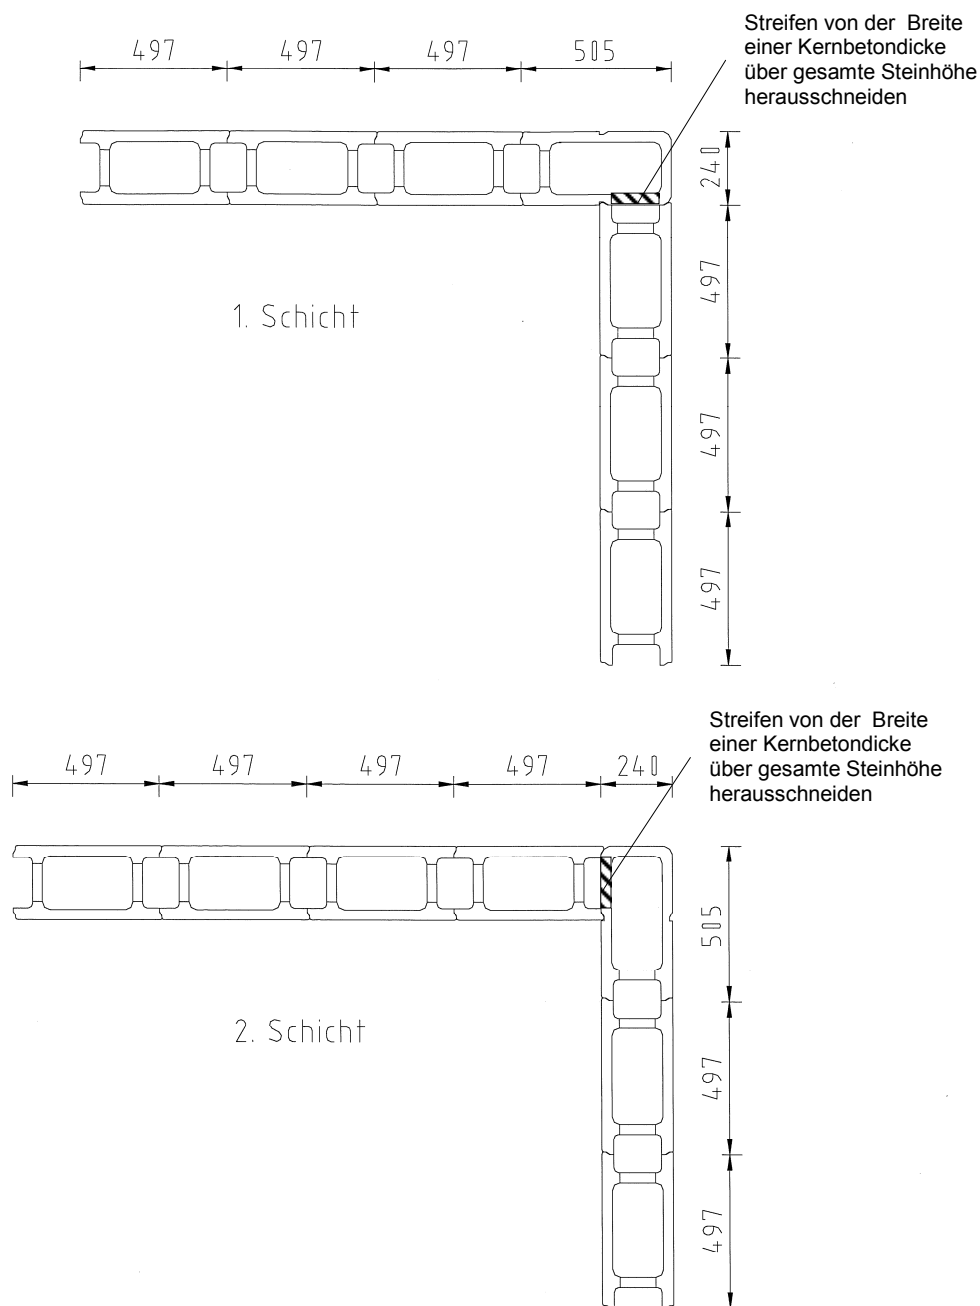 Streifen von der Breite
einer Kernbetondicke
über gesamte Steinhöhe
herausschneiden
497
497
497
505
240
497
1. Schicht
497
497
Streifen von der Breite
einer Kernbetondicke
über gesamte Steinhöhe
herausschneiden
497
497
497
497
240
505
2. Schicht
497
497